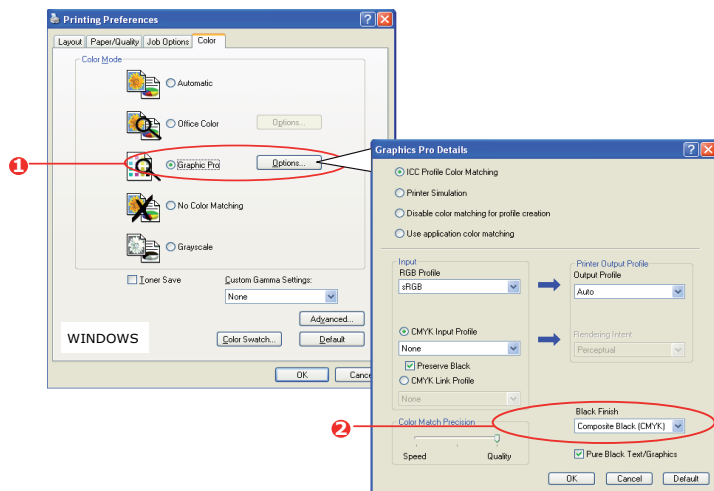 Printing Preferences
Layout Paper/Quality Job Options Color
Color Mode
Automatic
Office Color Options...
1
Graphic Pro Options...
No Color Matching
Grayscale
Toner Save Custom Gamma Settings:
None
Advanced...
WINDOWS
Color Swatch... Default
OK
Graphics Pro Details
ICC Profile Color Matching
Printer Simulation
Disable color matching for profile creation
Use application color matching
Input
RGB Profile
sRGB
Printer Output Profile
Output Profile
Auto
CMYK Input Profile
None
Preserve Black
CMYK Link Profile
None
Rendering Intent
Perceptual
2
Color Match Precision
Speed Quality
Black Finish
Composite Black (CMYK)
Pure Black Text/Graphics
OK Cancel Default